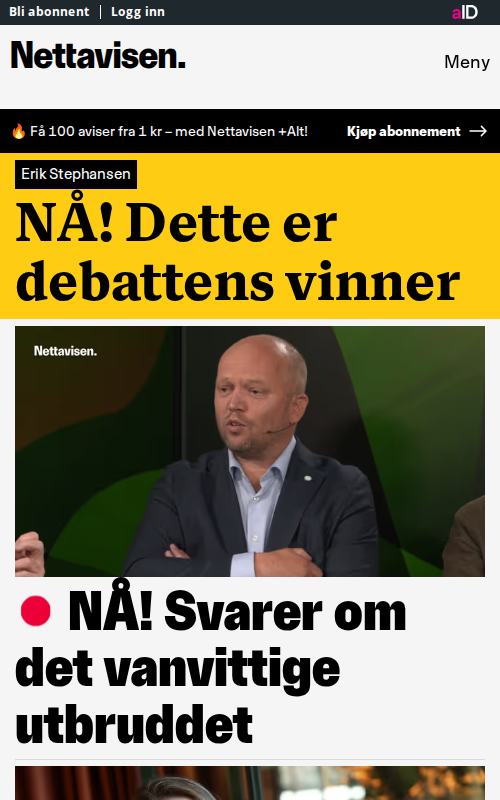 Bli abonnent | Logg inn
aID
Nettavisen.
Meny
🔥 Få 100 aviser fra 1 kr – med Nettavisen +Alt!
Kjøp abonnement →
Erik Stephansen
NÅ! Dette er
debattens vinner
Nettavisen.
NÅ! Svarer om
det vanvittige
utbruddet